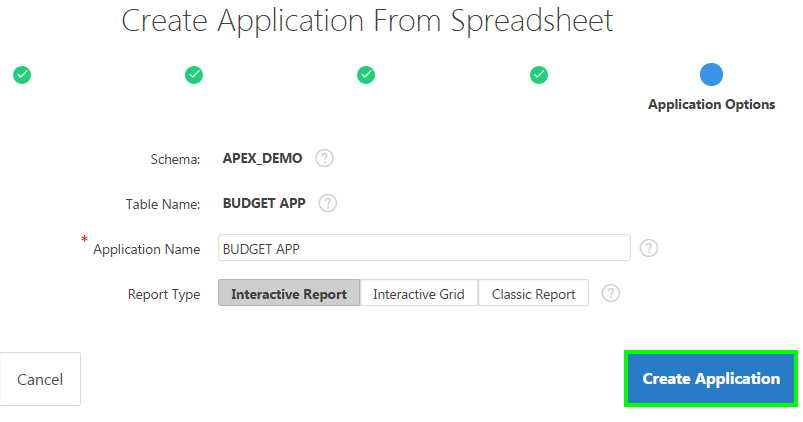 Create Application From Spreadsheet
Application Options
Schema: APEX_DEMO ?
Table Name: BUDGET APP ?
* Application Name BUDGET APP ?
Report Type Interactive Report Interactive Grid Classic Report ?
Cancel Create Application